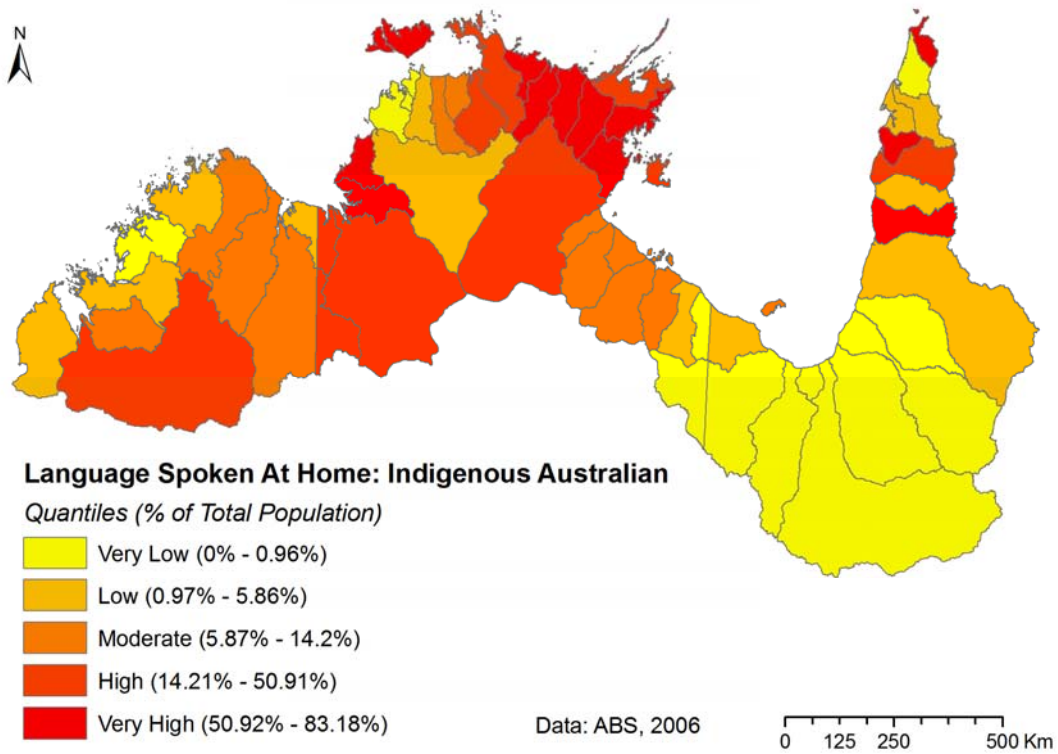 N
Language Spoken At Home: Indigenous Australian
Quantiles (% of Total Population)
Very Low (0% - 0.96%)
Low (0.97% - 5.86%)
Moderate (5.87% - 14.2%)
High (14.21% - 50.91%)
Very High (50.92% - 83.18%)
Data: ABS, 2006
0 125 250 500 Km